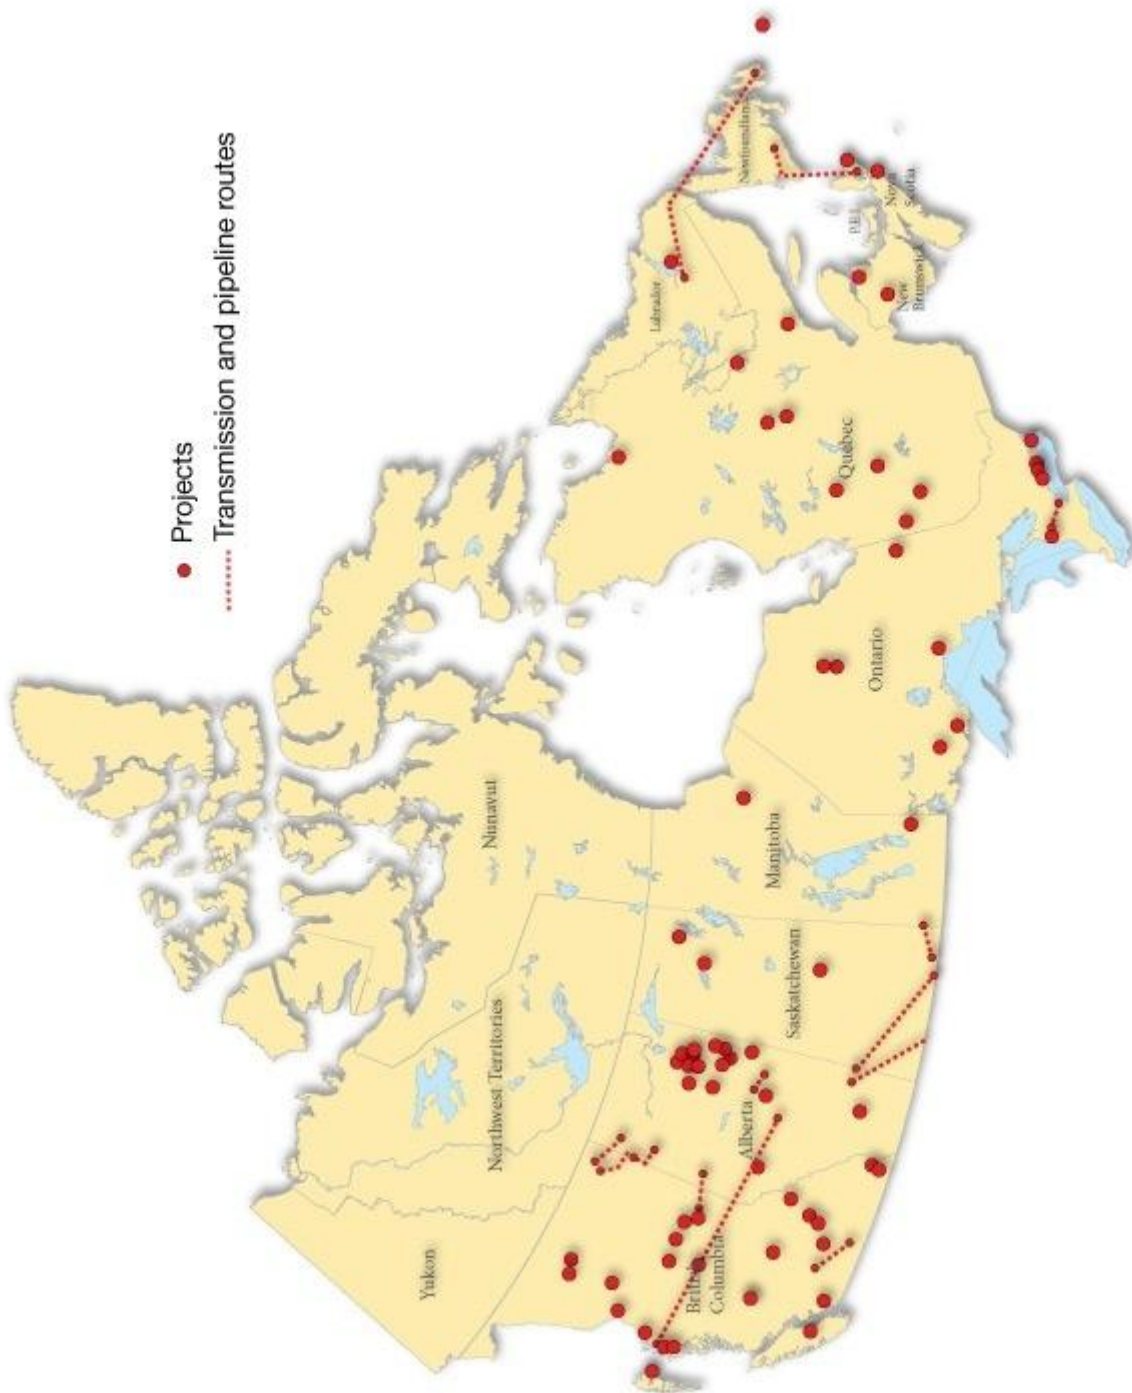 Projects
Transmission and pipeline routes
Yukon
Northwest Territories
Nunavut
British
Columbia
Alberta
Saskatchewan
Manitoba
Ontario
Québec
Labrador
Newfoundland
P.E.I.
New
Brunswick
Nova
Scotia